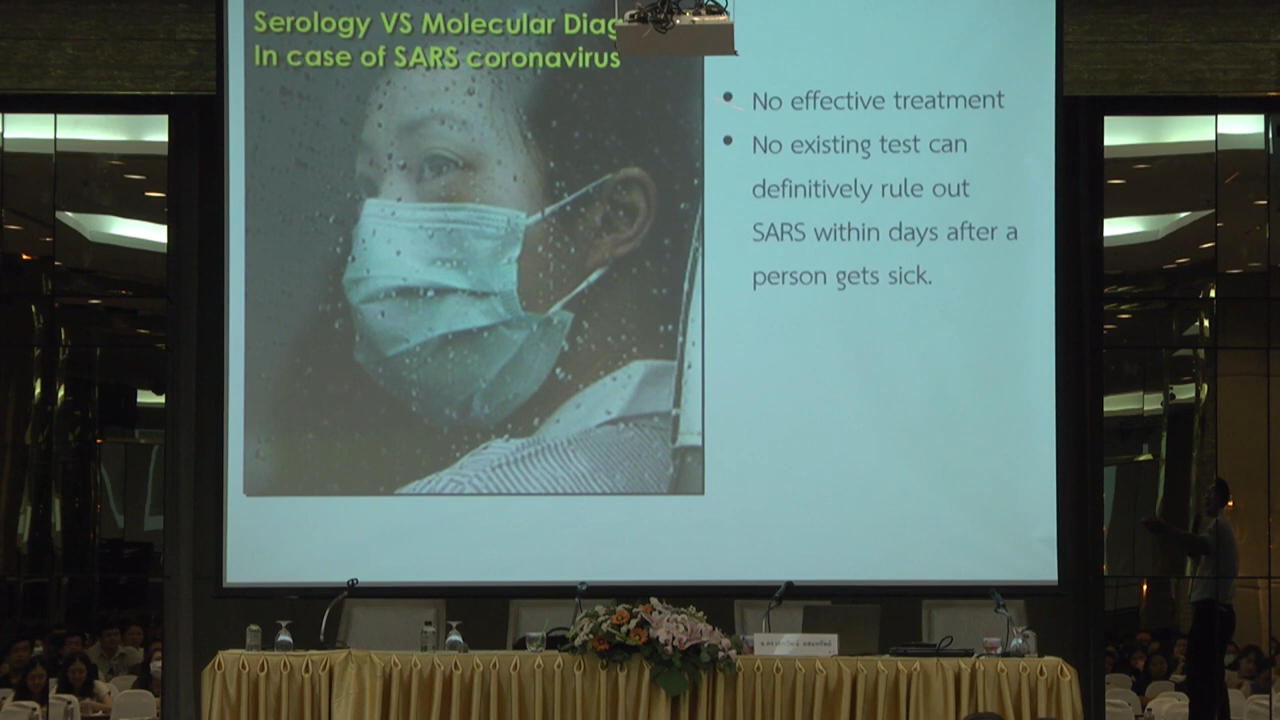 Serology VS Molecular Diag
In case of SARS coronavirus
• No effective treatment
• No existing test can
definitively rule out
SARS within days after a
person gets sick.